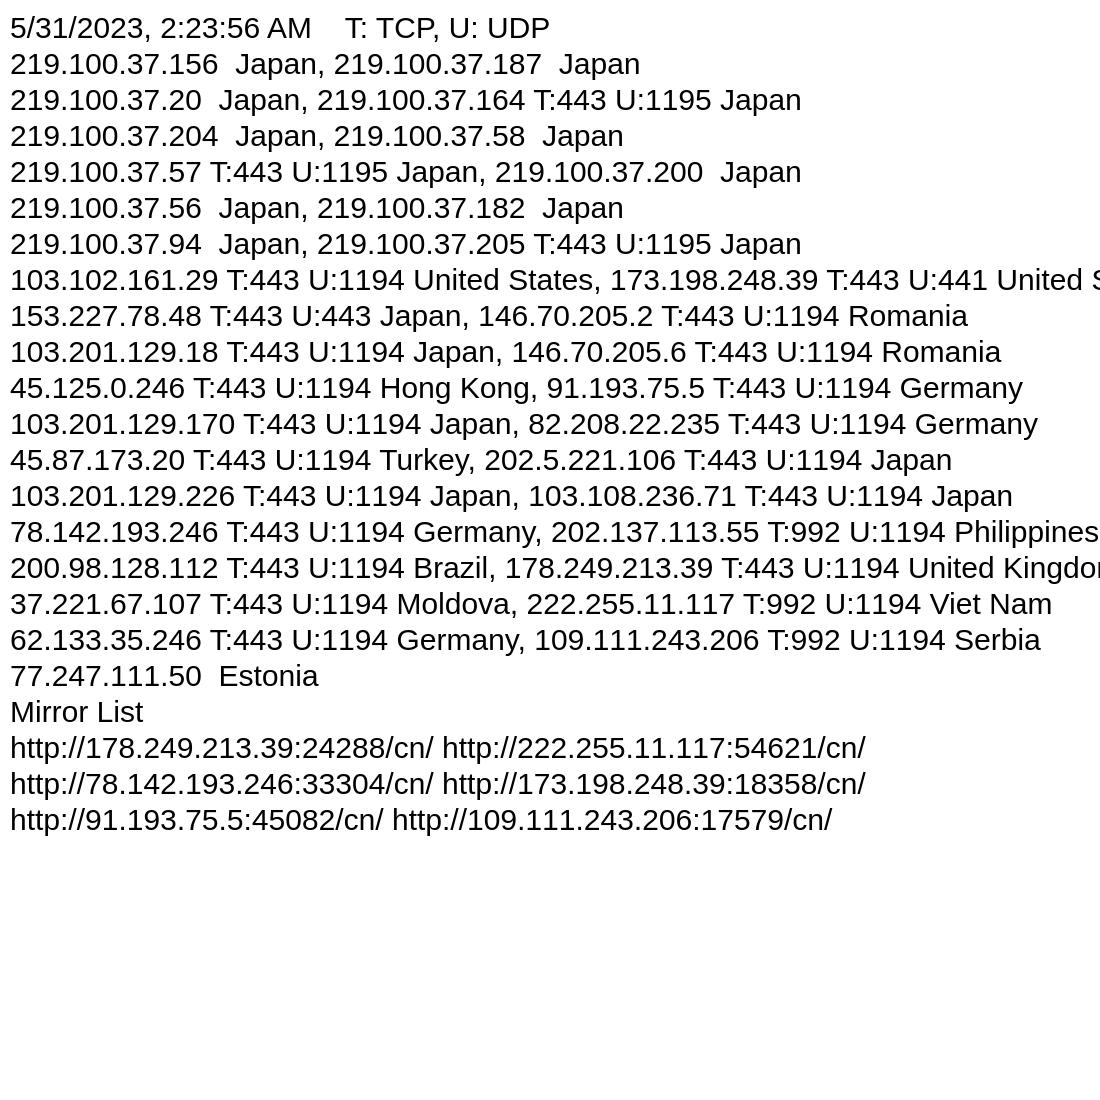 5/31/2023, 2:23:56 AM    T: TCP, U: UDP
219.100.37.156  Japan, 219.100.37.187  Japan
219.100.37.20  Japan, 219.100.37.164 T:443 U:1195 Japan
219.100.37.204  Japan, 219.100.37.58  Japan
219.100.37.57 T:443 U:1195 Japan, 219.100.37.200  Japan
219.100.37.56  Japan, 219.100.37.182  Japan
219.100.37.94  Japan, 219.100.37.205 T:443 U:1195 Japan
103.102.161.29 T:443 U:1194 United States, 173.198.248.39 T:443 U:441 United S
153.227.78.48 T:443 U:443 Japan, 146.70.205.2 T:443 U:1194 Romania
103.201.129.18 T:443 U:1194 Japan, 146.70.205.6 T:443 U:1194 Romania
45.125.0.246 T:443 U:1194 Hong Kong, 91.193.75.5 T:443 U:1194 Germany
103.201.129.170 T:443 U:1194 Japan, 82.208.22.235 T:443 U:1194 Germany
45.87.173.20 T:443 U:1194 Turkey, 202.5.221.106 T:443 U:1194 Japan
103.201.129.226 T:443 U:1194 Japan, 103.108.236.71 T:443 U:1194 Japan
78.142.193.246 T:443 U:1194 Germany, 202.137.113.55 T:992 U:1194 Philippines
200.98.128.112 T:443 U:1194 Brazil, 178.249.213.39 T:443 U:1194 United Kingdo
37.221.67.107 T:443 U:1194 Moldova, 222.255.11.117 T:992 U:1194 Viet Nam
62.133.35.246 T:443 U:1194 Germany, 109.111.243.206 T:992 U:1194 Serbia
77.247.111.50  Estonia
Mirror List
http://178.249.213.39:24288/cn/ http://222.255.11.117:54621/cn/
http://78.142.193.246:33304/cn/ http://173.198.248.39:18358/cn/
http://91.193.75.5:45082/cn/ http://109.111.243.206:17579/cn/